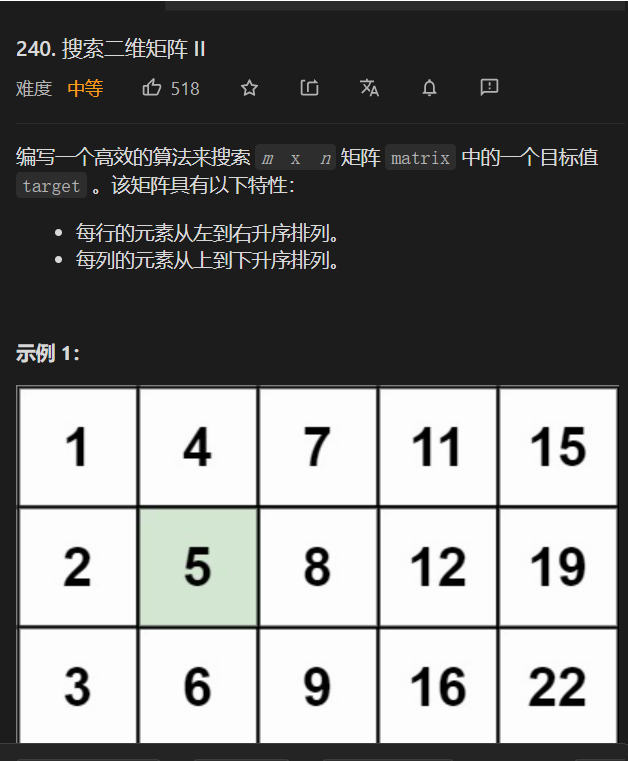 240. 搜索二维矩阵 II
难度 中等 518
编写一个高效的算法来搜索 m x n 矩阵 matrix 中的一个目标值
target 。该矩阵具有以下特性：
每行的元素从左到右升序排列。
每列的元素从上到下升序排列。
示例 1：
1 4 7 11 15
2 5 8 12 19
3 6 9 16 22